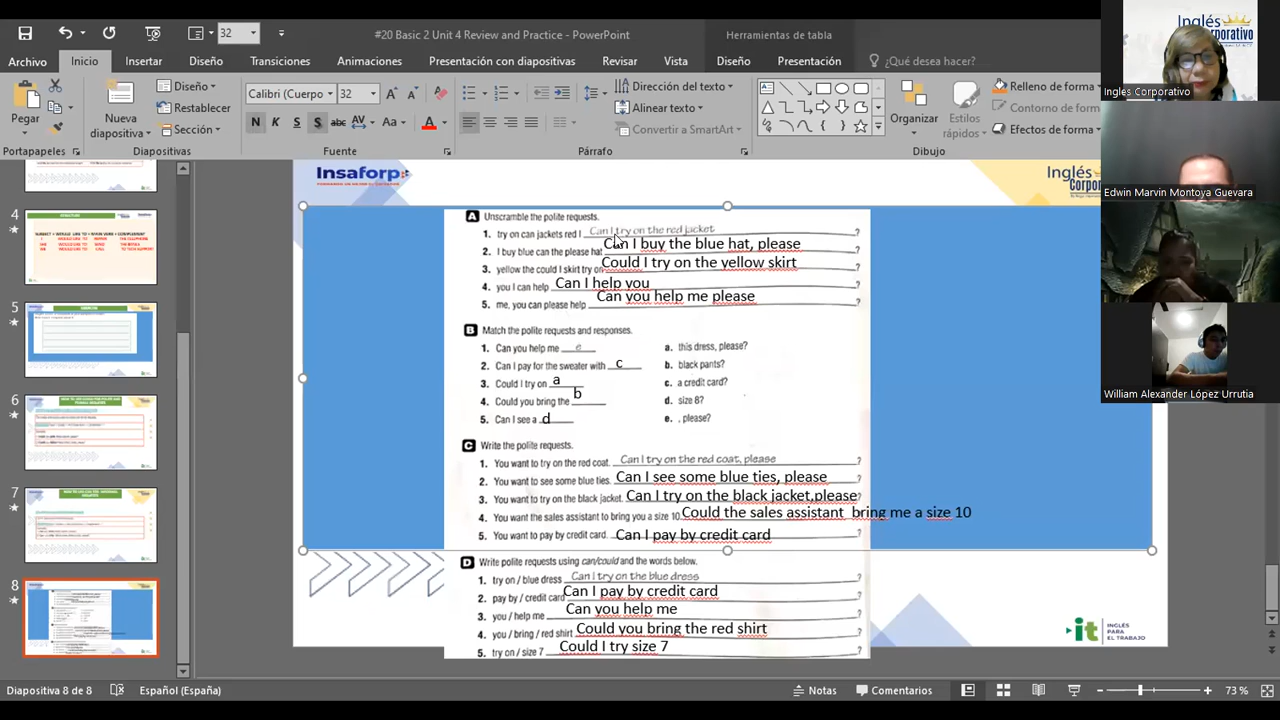 32
#20 Basic 2 Unit 4 Review and Practice - PowerPoint
Herramientas de tabla
Archivo Inicio Insertar Diseño Transiciones Animaciones Presentación con diapositivas Revisar Vista Diseño Presentación ¿Qué desea hacer?
Pegar
Nueva diapositiva
Diseño
Restablecer
Sección
Calibri (Cuerpo 32
N K S S abc AV Aa A
Dirección del texto
Alinear texto
Convertir a SmartArt
Organizar
Estilos rápidos
Relleno de forma
Contorno de forma
Efectos de forma
Portapapeles Diapositivas Fuente Párrafo Dibujo
Inglés Corporativo
Ingles Corporativo
Edwin Marvin Montoya Guevara
William Alexander López Urrutia
4
5
6
7
8
Insaforp
Inglés
A Unscramble the polite requests.
1. try on can jackets red I Can I try on the red jacket ?
2. I buy blue can the please hat Can I buy the blue hat, please ?
3. yellow the could I skirt try on Could I try on the yellow skirt ?
4. you I can help Can I help you ?
5. me, you can please help Can you help me please ?
B Match the polite requests and responses.
1. Can you help me e
2. Can I pay for the sweater with c
3. Could I try on a
4. Could you bring the b
5. Can I see a d
a. this dress, please?
b. black pants?
c. a credit card?
d. size 8?
e. , please?
C Write the polite requests.
1. You want to try on the red coat. Can I try on the red coat, please ?
2. You want to see some blue ties. Can I see some blue ties, please ?
3. You want to try on the black jacket. Can I try on the black jacket,please ?
4. You want the sales assistant to bring you a size 10. Could the sales assistant bring me a size 10
5. You want to pay by credit card. Can I pay by credit card ?
D Write polite requests using can/could and the words below.
1. try on / blue dress Can I try on the blue dress ?
2. pay by / credit card Can I pay by credit card ?
you / help me Can you help me ?
you / bring / red shirt Could you bring the red shirt ?
5. try on / size 7 Could I try size 7 ?
it INGLÉS PARA EL TRABAJO
Diapositiva 8 de 8 Español (España) Notas Comentarios 73 %